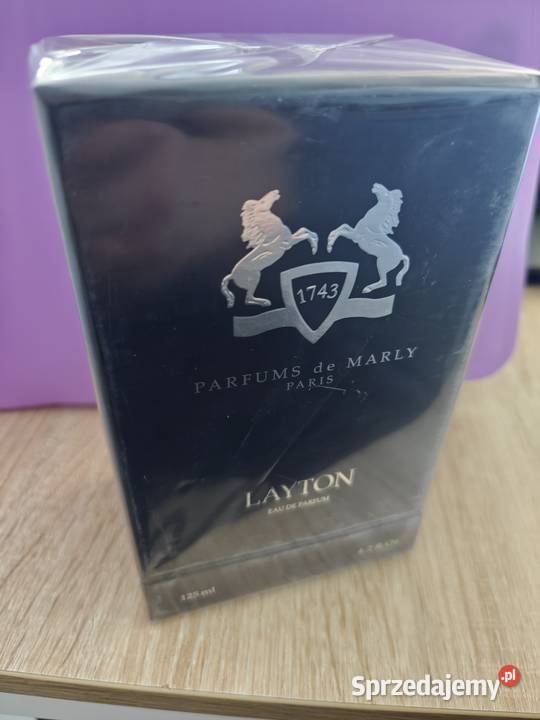 1743
PARFUMS de MARLY
PARIS
LAYTON
EAU DE PARFUM
125 ml
Sprzedajemy.pl